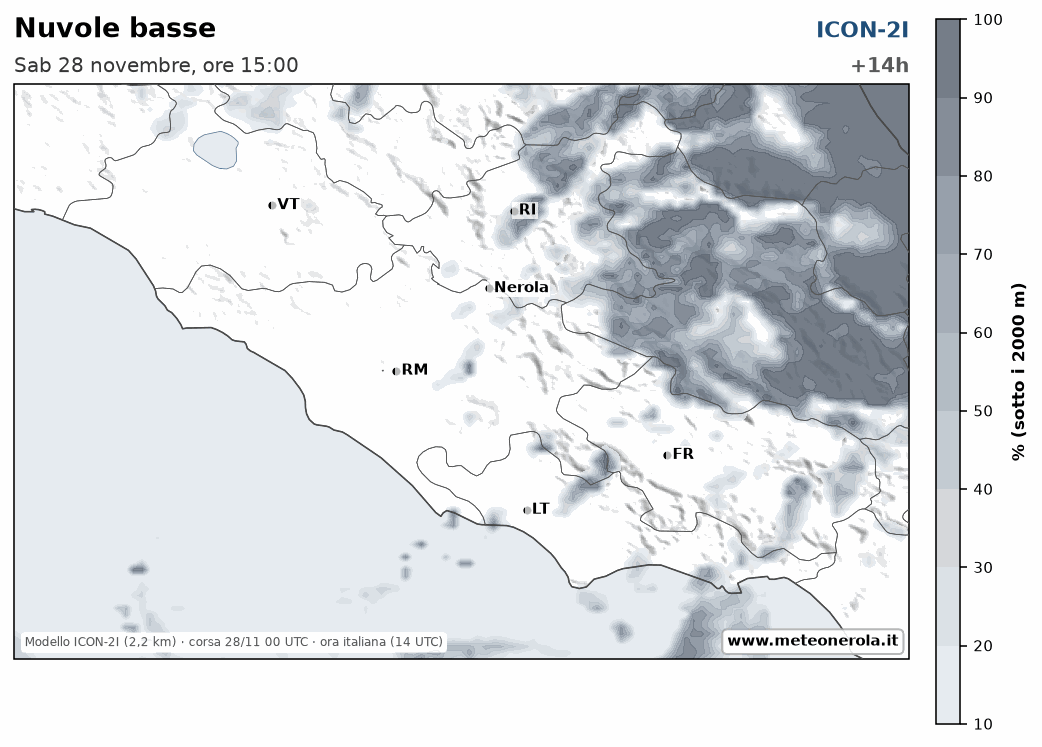 Nuvole basse
ICON-2I
Sab 28 novembre, ore 15:00
+14h
VT
RI
Nerola
RM
FR
LT
Modello ICON-2I (2,2 km) · corsa 28/11 00 UTC · ora italiana (14 UTC)
www.meteonerola.it
100
90
80
70
60
50
40
30
20
10
% (sotto i 2000 m)